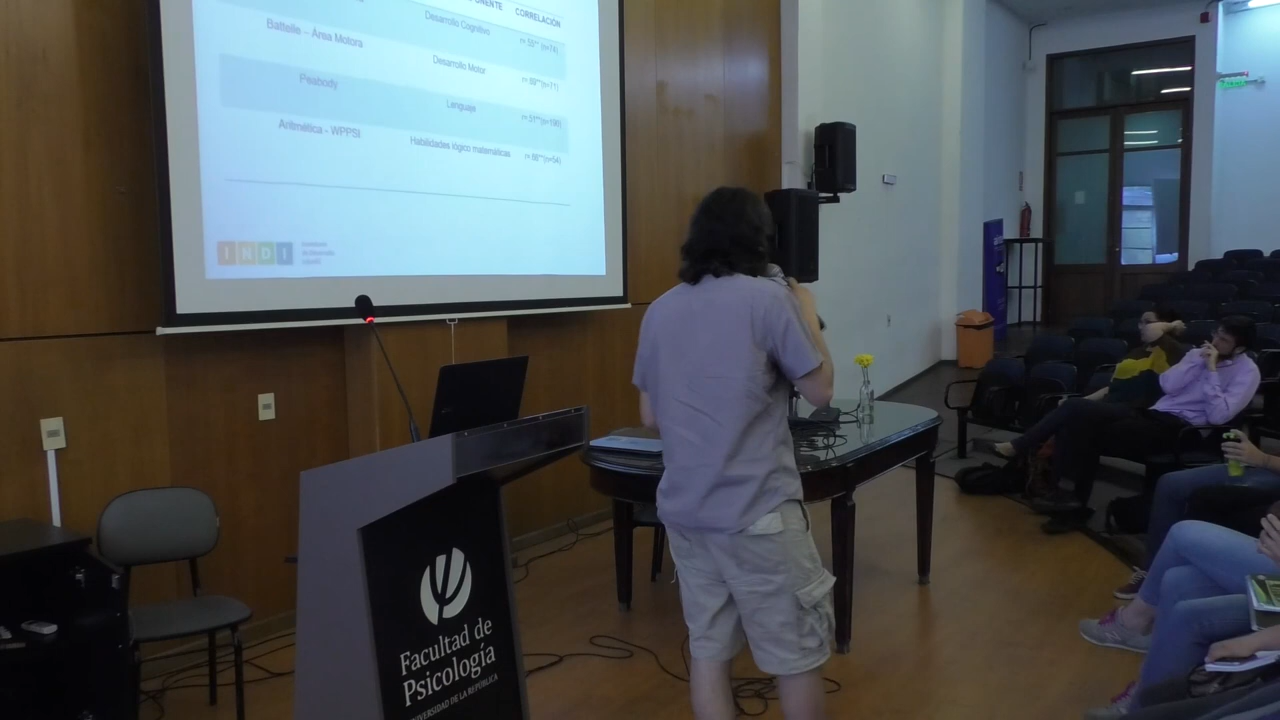 CORRELACIÓN
Desarrollo Cognitivo
Battelle – Área Motora
Desarrollo Motor
Peabody
Lenguaje
Aritmética - WPPSI
Habilidades lógico matemáticas
INDI
Facultad de
Psicología
UNIVERSIDAD DE LA REPÚBLICA